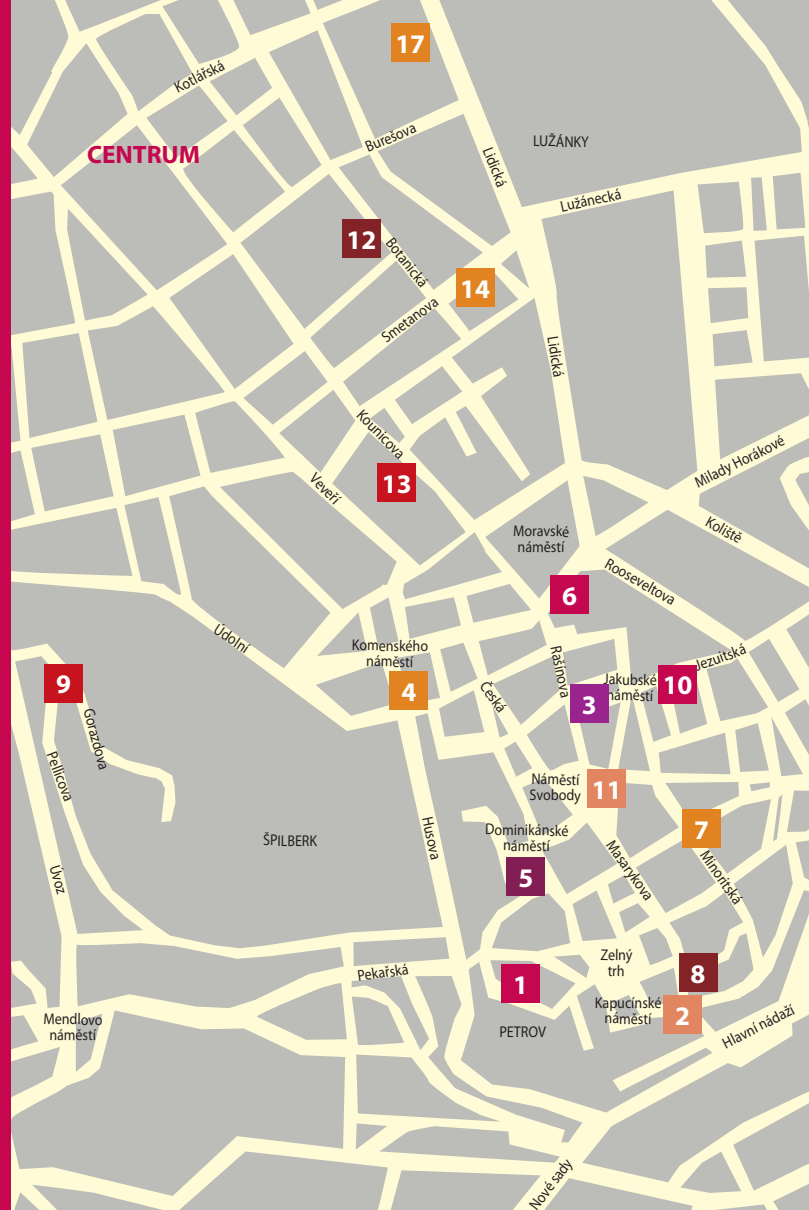 17
Kotlářská
Burešova
LUŽÁNKY
CENTRUM
Lidická
Lužánecká
12
Botanická
14
Smetanova
Lidická
Kounicova
Milady Horákové
13
Veveří
Koliště
Moravské
náměstí
Rooseveltova
6
Údolní
Komenského
náměstí
Jezuitská
9
4
Česká
Rašínova
3
Jakubské
náměstí
10
Gorazdova
Pellicova
Náměstí
Svobody
11
Husova
ŠPILBERK
Dominikánské
náměstí
7
Úvoz
5
Masarykova
Minoritská
Pekařská
1
Zelný
trh
8
Mendlovo
náměstí
PETROV
Kapucínské
náměstí
2
Hlavní nádaží
Nové sady